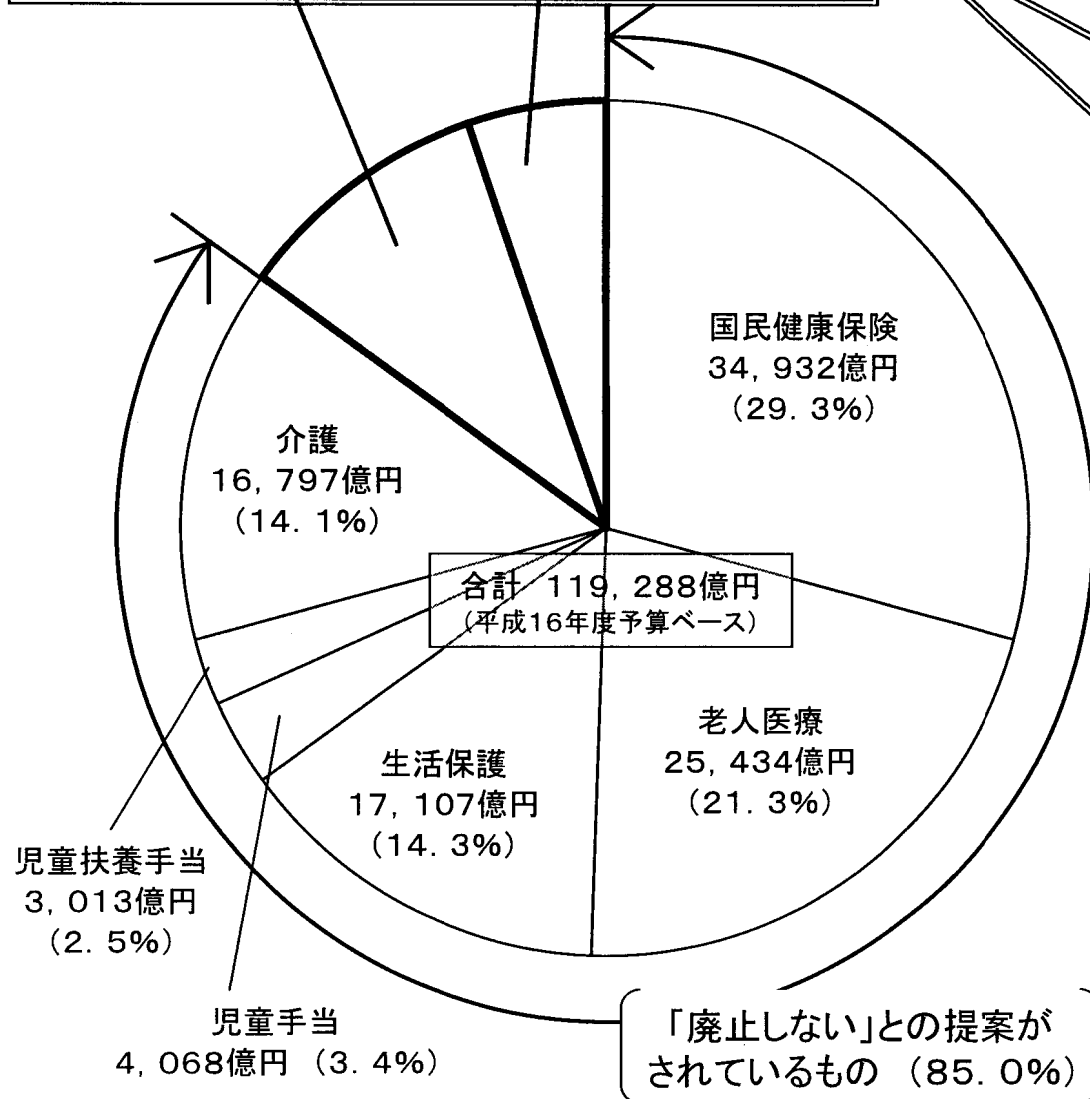 国民健康保険
34,932億円
(29.3%)
介護
16,797億円
(14.1%)
合計 119,288億円
(平成16年度予算ベース)
老人医療
25,434億円
(21.3%)
生活保護
17,107億円
(14.3%)
児童扶養手当
3,013億円
(2.5%)
児童手当
4,068億円 (3.4%)
「廃止しない」との提案が
されているもの (85.0%)